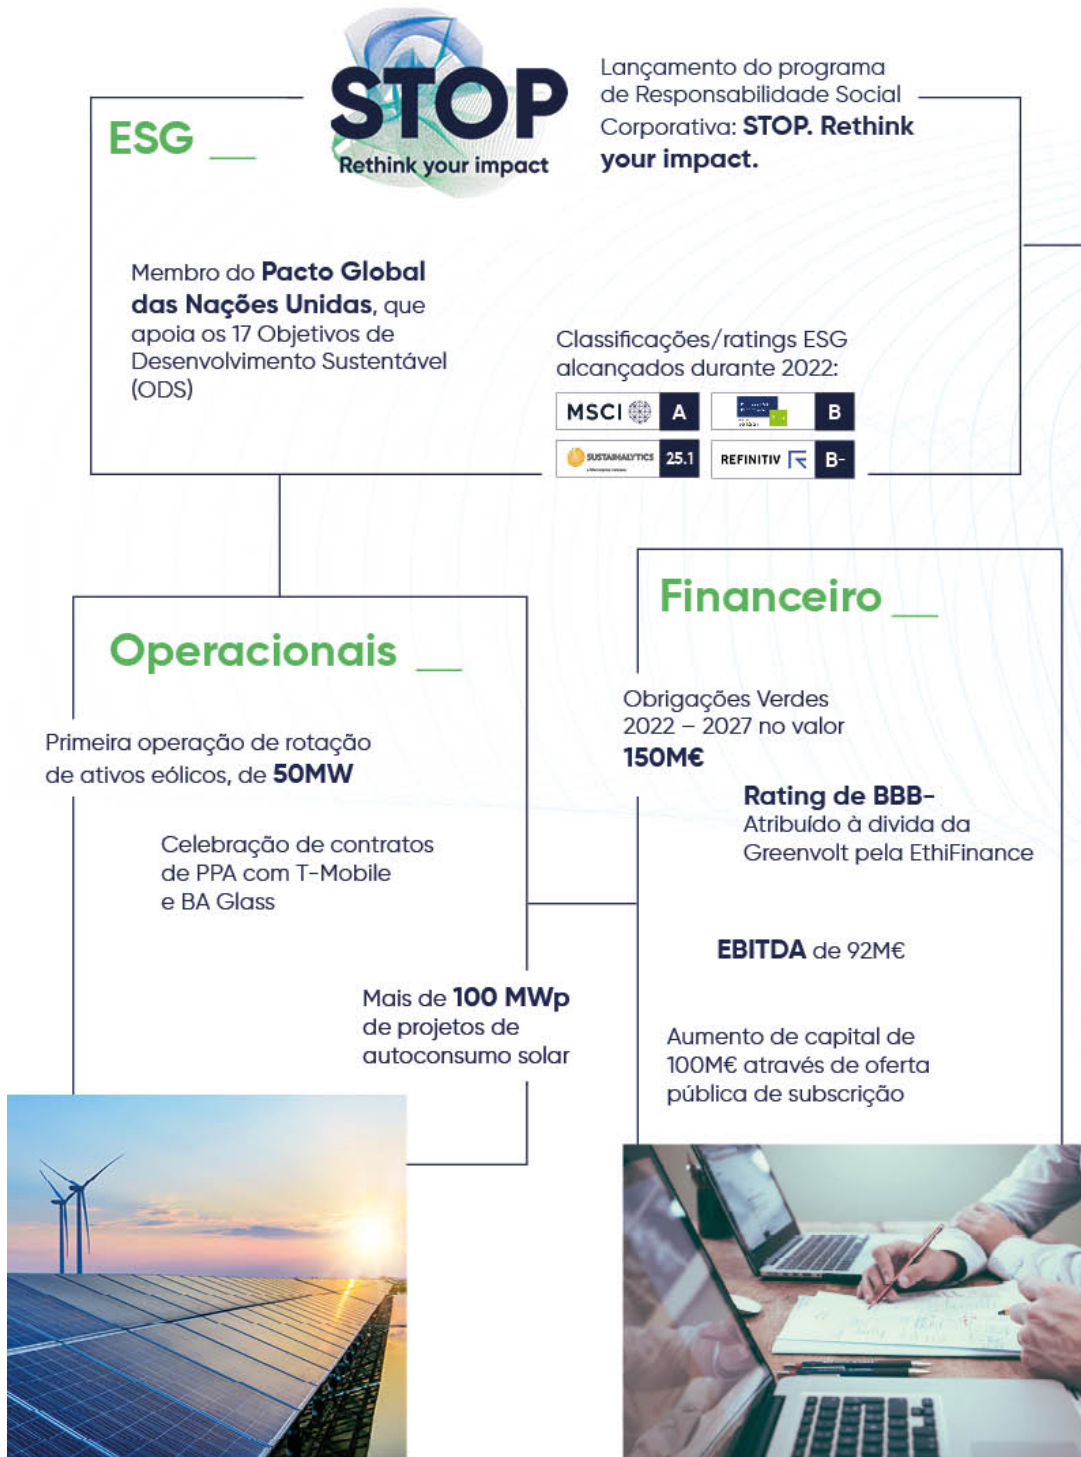 STOP
Rethink your impact
Lançamento do programa
de Responsabilidade Social
Corporativa: STOP. Rethink
your impact.
ESG
Membro do Pacto Global
das Nações Unidas, que
apoia os 17 Objetivos de
Desenvolvimento Sustentável
(ODS)
Classificações/ratings ESG
alcançados durante 2022:
MSCI A
B
SUSTAINALYTICS 25.1
REFINITIV B-
Operacionais
Primeira operação de rotação
de ativos eólicos, de 50MW
Celebração de contratos
de PPA com T-Mobile
e BA Glass
Mais de 100 MWp
de projetos de
autoconsumo solar
Financeiro
Obrigações Verdes
2022 – 2027 no valor
150M€
Rating de BBB-
Atribuído à divida da
Greenvolt pela EthiFinance
EBITDA de 92M€
Aumento de capital de
100M€ através de oferta
pública de subscrição